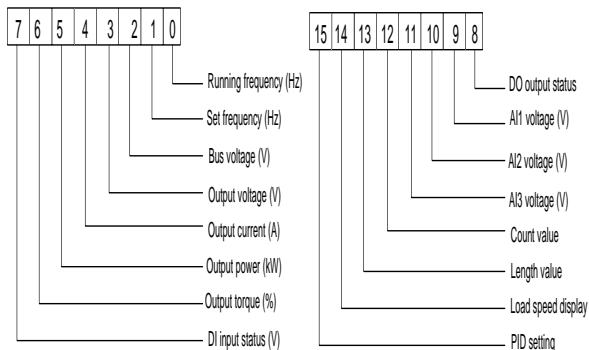 7 6 5 4 3 2 1 0
Running frequency (Hz)
Set frequency (Hz)
Bus voltage (V)
Output voltage (V)
Output current (A)
Output power (kW)
Output torque (%)
DI input status (V)
15 14 13 12 11 10 9 8
DO output status
AI1 voltage (V)
AI2 voltage (V)
AI3 voltage (V)
Count value
Length value
Load speed display
PID setting